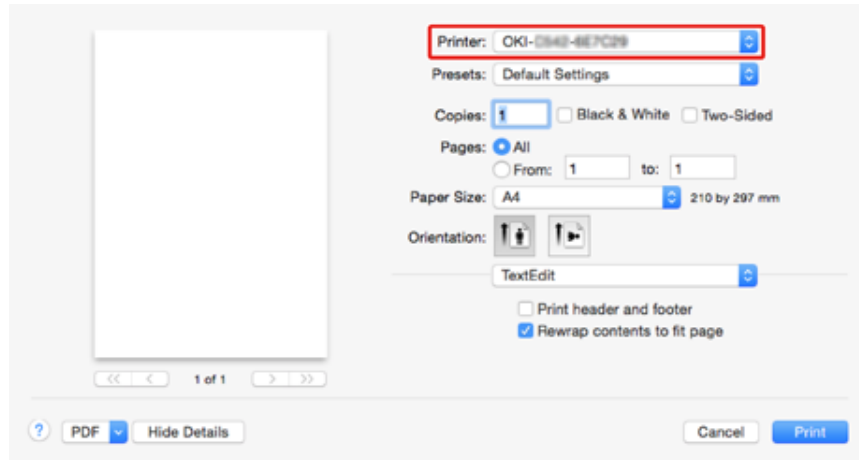 Printer: OKI-
Presets: Default Settings
Copies: 1 Black & White Two-Sided
Pages: All
From: 1 to: 1
Paper Size: A4 210 by 297 mm
Orientation:
TextEdit
Print header and footer
Rewrap contents to fit page
<< < 1 of 1 > >>
? PDF Hide Details Cancel Print